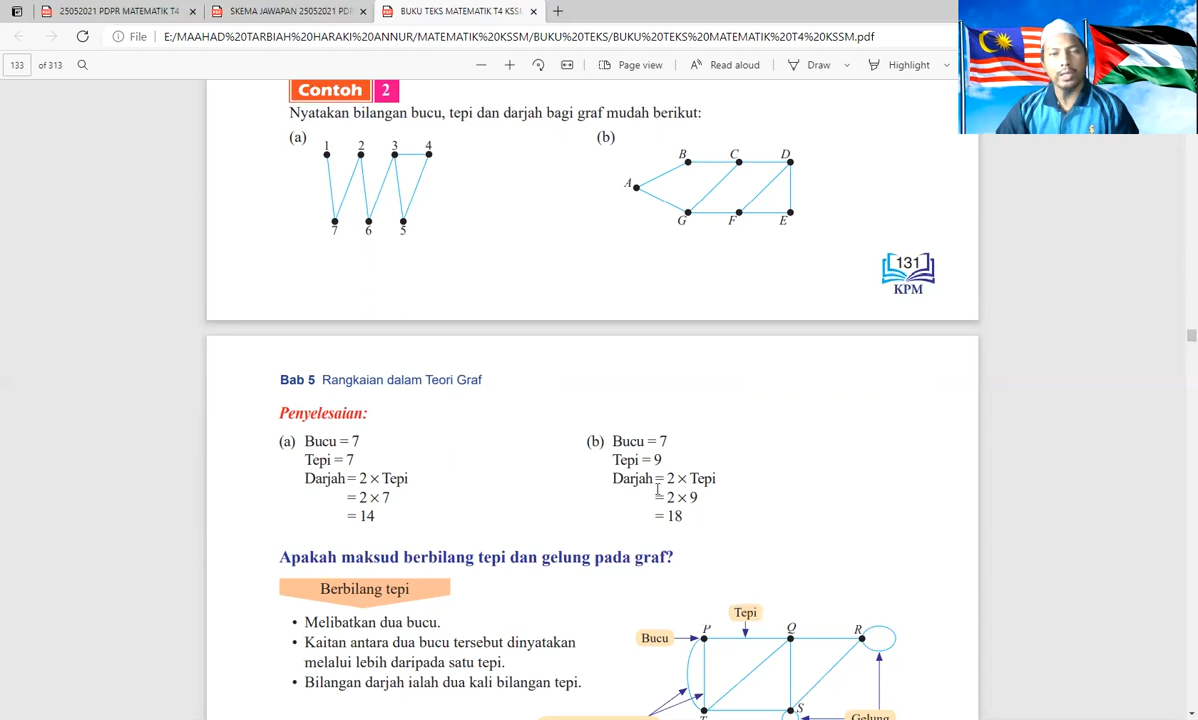 25052021 PDPR MATEMATIK T4
SKEMA JAWAPAN 25052021 PDP
BUKU TEKS MATEMATIK T4 KSSM
File
E:/MAAHAD%20TARBIAH%20HARAKI%20ANNUR/MATEMATIK%20KSSM/BUKU%20TEKS/BUKU%20TEKS%20MATEMATIK%20T4%20KSSM.pdf
133 of 313
Page view
Read aloud
Draw
Highlight
Contoh 2
Nyatakan bilangan bucu, tepi dan darjah bagi graf mudah berikut:
(a) (b)
1 2 3 4
7 6 5
B C D
A
G F E
131
KPM
Bab 5 Rangkaian dalam Teori Graf
Penyelesaian:
(a) Bucu = 7
Tepi = 7
Darjah = 2 × Tepi
= 2 × 7
= 14
(b) Bucu = 7
Tepi = 9
Darjah = 2 × Tepi
= 2 × 9
= 18
Apakah maksud berbilang tepi dan gelung pada graf?
Berbilang tepi
• Melibatkan dua bucu.
• Kaitan antara dua bucu tersebut dinyatakan
melalui lebih daripada satu tepi.
• Bilangan darjah ialah dua kali bilangan tepi.
Tepi
Bucu
P Q R
S
Gelung